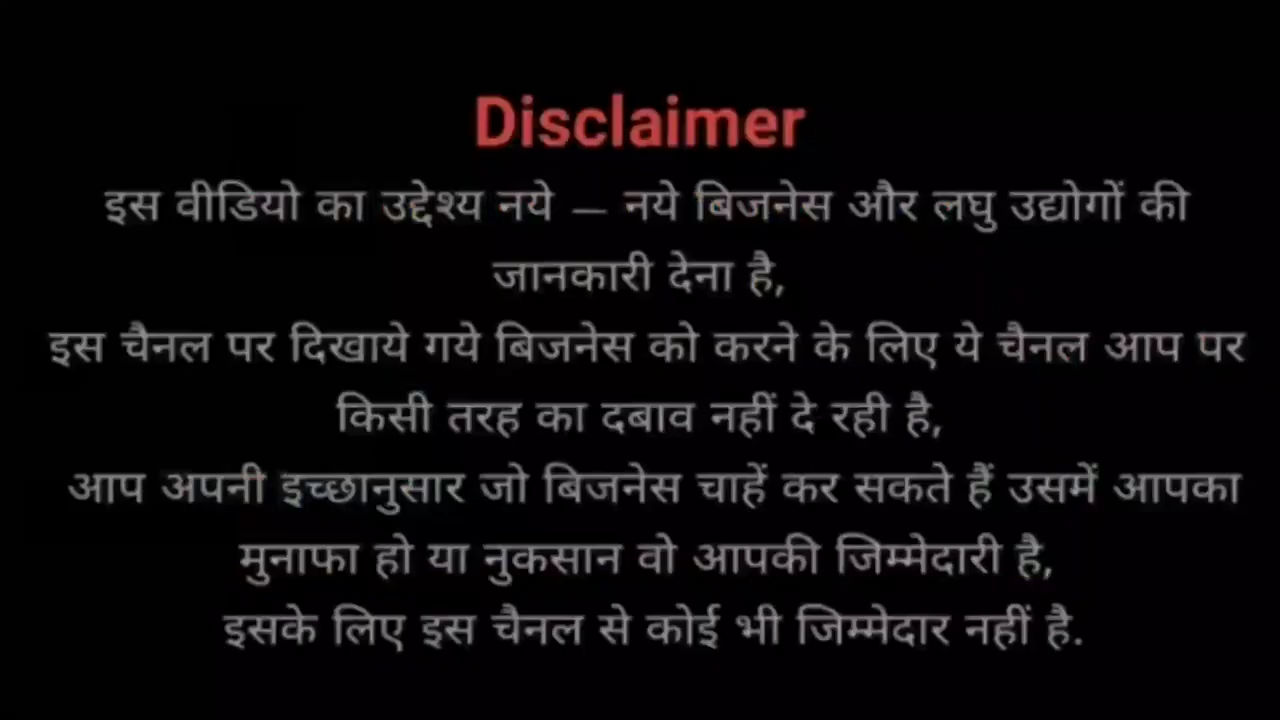 Disclaimer
इस वीडियो का उद्देश्य नये – नये बिजनेस और लघु उद्योगों की
जानकारी देना है,
इस चैनल पर दिखाये गये बिजनेस को करने के लिए ये चैनल आप पर
किसी तरह का दबाव नहीं दे रही है,
आप अपनी इच्छानुसार जो बिजनेस चाहें कर सकते हैं उसमें आपका
मुनाफा हो या नुकसान वो आपकी जिम्मेदारी है,
इसके लिए इस चैनल से कोई भी जिम्मेदार नहीं है.